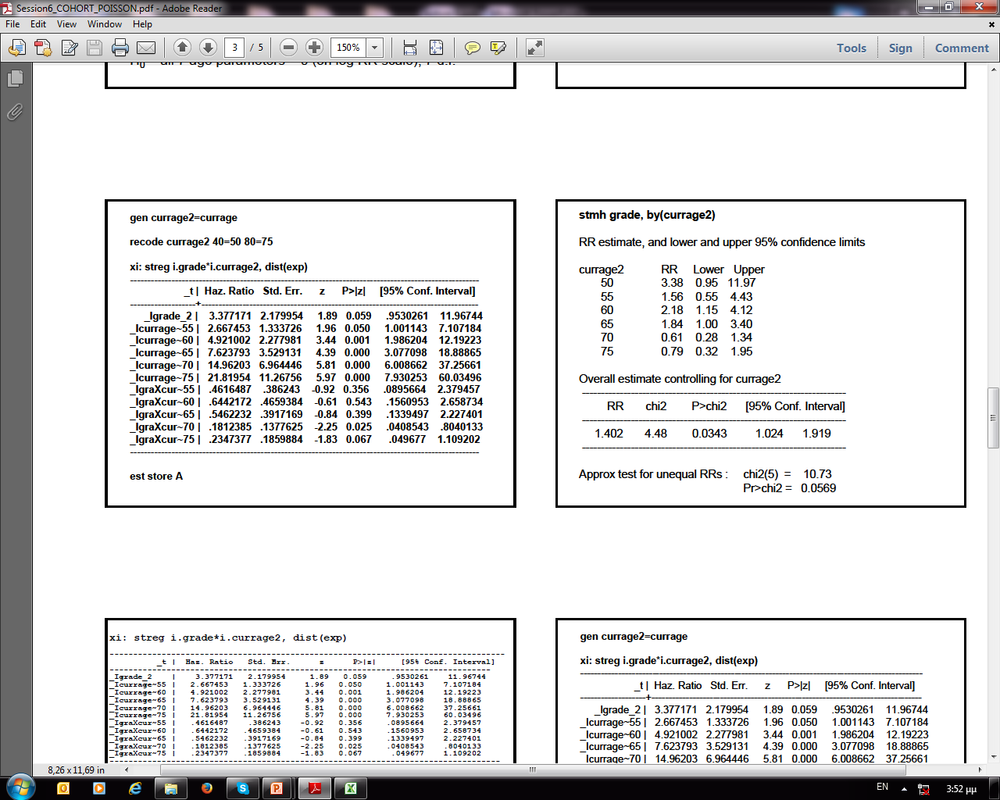 Session6_COHORT_POISSON.pdf - Adobe Reader
File Edit View Window Help
3 / 5 150% Tools Sign Comment
gen currage2=currage
recode currage2 40=50 80=75
xi: streg i.grade*i.currage2, dist(exp)
_t | Haz. Ratio Std. Err. z P>|z| [95% Conf. Interval]
_Igrade_2 | 3.377171 2.179954 1.89 0.059 .9530261 11.96744
_Icurrage~55 | 2.667453 1.333726 1.96 0.050 1.001143 7.107184
_Icurrage~60 | 4.921002 2.277981 3.44 0.001 1.986204 12.19223
_Icurrage~65 | 7.623793 3.529131 4.39 0.000 3.077098 18.88865
_Icurrage~70 | 14.96203 6.964446 5.81 0.000 6.008662 37.25661
_Icurrage~75 | 21.81954 11.26756 5.97 0.000 7.930253 60.03496
_IgraXcur~55 | .4616487 .386243 -0.92 0.356 .0895664 2.379457
_IgraXcur~60 | .6442172 .4659384 -0.61 0.543 .1560953 2.658734
_IgraXcur~65 | .5462232 .3917169 -0.84 0.399 .1339497 2.227401
_IgraXcur~70 | .1812385 .1377625 -2.25 0.025 .0408543 .8040133
_IgraXcur~75 | .2347377 .1859884 -1.83 0.067 .049677 1.109202
est store A
stmh grade, by(currage2)
RR estimate, and lower and upper 95% confidence limits
currage2 RR Lower Upper
50 3.38 0.95 11.97
55 1.56 0.55 4.43
60 2.18 1.15 4.12
65 1.84 1.00 3.40
70 0.61 0.28 1.34
75 0.79 0.32 1.95
Overall estimate controlling for currage2
RR chi2 P>chi2 [95% Conf. Interval]
1.402 4.48 0.0343 1.024 1.919
Approx test for unequal RRs : chi2(5) = 10.73
Pr>chi2 = 0.0569
xi: streg i.grade*i.currage2, dist(exp)
_t | Haz. Ratio Std. Err. z P>|z| [95% Conf. Interval]
_Igrade_2 | 3.377171 2.179954 1.89 0.059 .9530261 11.96744
_Icurrage~55 | 2.667453 1.333726 1.96 0.050 1.001143 7.107184
_Icurrage~60 | 4.921002 2.277981 3.44 0.001 1.986204 12.19223
_Icurrage~65 | 7.623793 3.529131 4.39 0.000 3.077098 18.88865
_Icurrage~70 | 14.96203 6.964446 5.81 0.000 6.008662 37.25661
_Icurrage~75 | 21.81954 11.26756 5.97 0.000 7.930253 60.03496
_IgraXcur~55 | .4616487 .386243 -0.92 0.356 .0895664 2.379457
_IgraXcur~60 | .6442172 .4659384 -0.61 0.543 .1560953 2.658734
_IgraXcur~65 | .5462232 .3917169 -0.84 0.399 .1339497 2.227401
_IgraXcur~70 | .1812385 .1377625 -2.25 0.025 .0408543 .8040133
_IgraXcur~75 | .2347377 .1859884 -1.83 0.067 .049677 1.109202
gen currage2=currage
xi: streg i.grade*i.currage2, dist(exp)
_t | Haz. Ratio Std. Err. z P>|z| [95% Conf. Interval]
_Igrade_2 | 3.377171 2.179954 1.89 0.059 .9530261 11.96744
_Icurrage~55 | 2.667453 1.333726 1.96 0.050 1.001143 7.107184
_Icurrage~60 | 4.921002 2.277981 3.44 0.001 1.986204 12.19223
_Icurrage~65 | 7.623793 3.529131 4.39 0.000 3.077098 18.88865
_Icurrage~70 | 14.96203 6.964446 5.81 0.000 6.008662 37.25661
8,26 x 11,69 in
EN 3:52 μμ